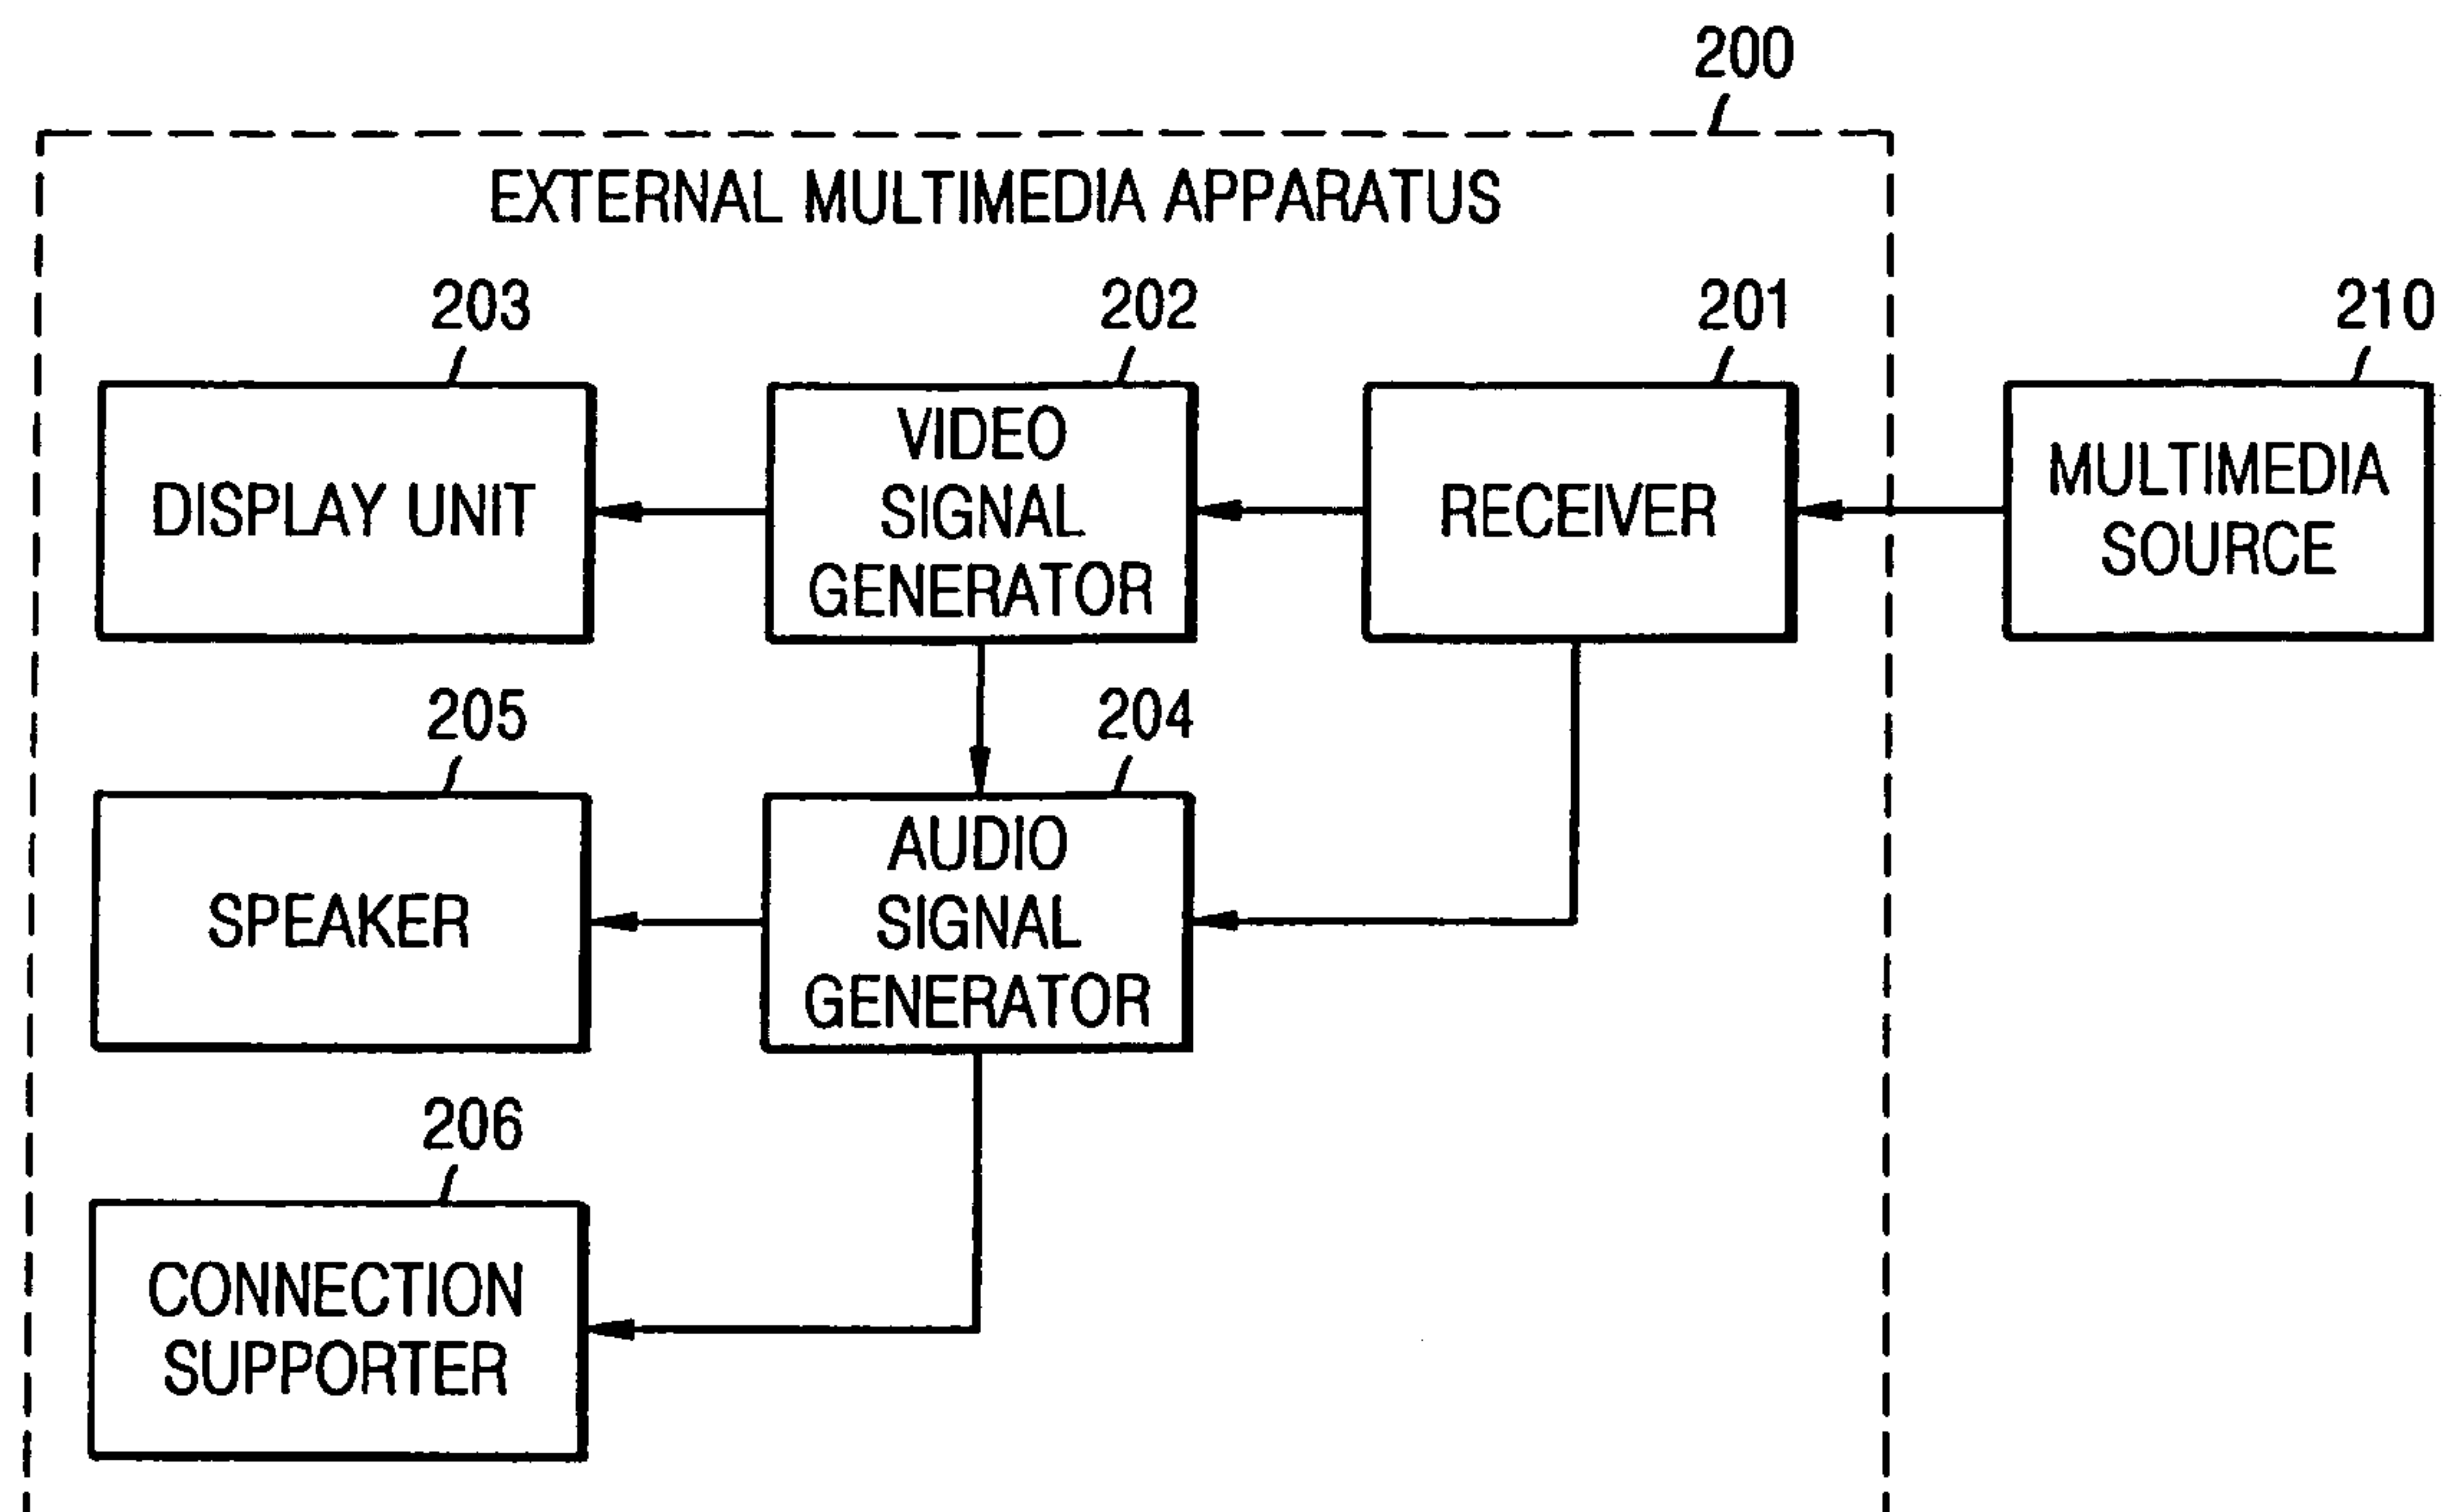 200
EXTERNAL MULTIMEDIA APPARATUS
203
202
201
210
DISPLAY UNIT
VIDEO
SIGNAL
GENERATOR
RECEIVER
MULTIMEDIA
SOURCE
205
204
SPEAKER
AUDIO
SIGNAL
GENERATOR
206
CONNECTION
SUPPORTER